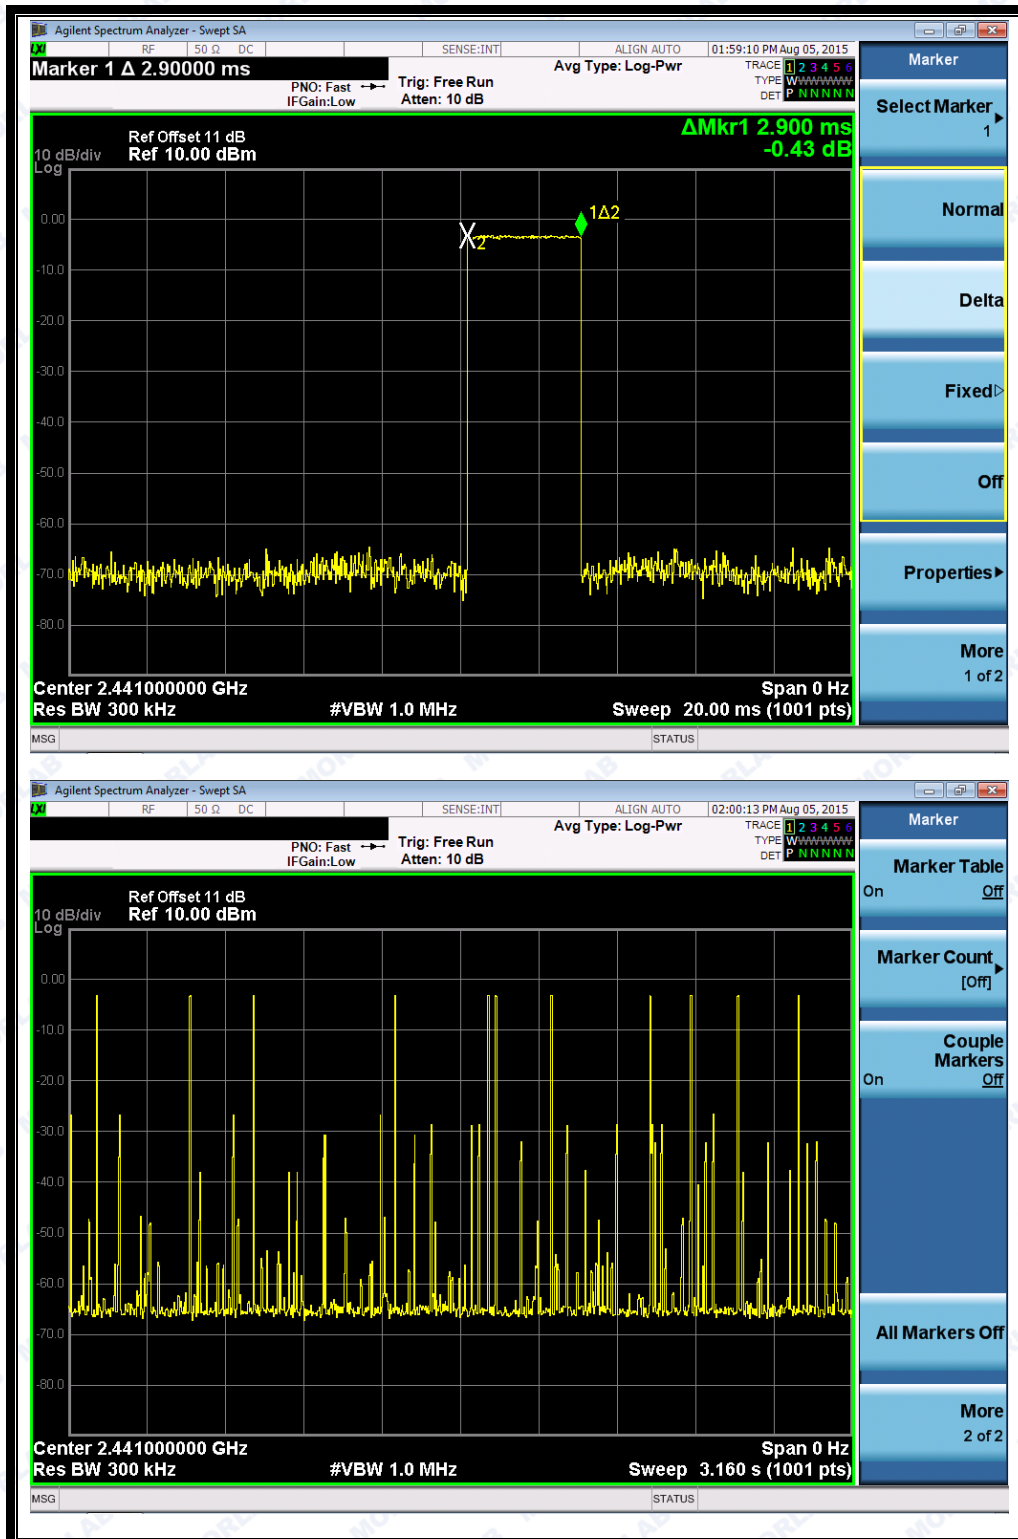 Agilent Spectrum Analyzer - Swept SA
LXI RF 50 Ω DC SENSE:INT ALIGN AUTO 01:59:10 PM Aug 05, 2015
Marker 1 Δ 2.90000 ms
PNO: Fast
IFGain:Low
Trig: Free Run
Atten: 10 dB
Avg Type: Log-Pwr
TRACE 1 2 3 4 5 6
TYPE WWWWWW
DET P N N N N N
Ref Offset 11 dB
10 dB/div Ref 10.00 dBm
Log
ΔMkr1 2.900 ms
-0.43 dB
0.00
-10.0
-20.0
-30.0
-40.0
-50.0
-60.0
-70.0
-80.0
X2
1Δ2
Center 2.441000000 GHz Span 0 Hz
Res BW 300 kHz #VBW 1.0 MHz Sweep 20.00 ms (1001 pts)
MSG STATUS
Marker
Select Marker
1
Normal
Delta
Fixed
Off
Properties
More
1 of 2
Agilent Spectrum Analyzer - Swept SA
LXI RF 50 Ω DC SENSE:INT ALIGN AUTO 02:00:13 PM Aug 05, 2015
PNO: Fast
IFGain:Low
Trig: Free Run
Atten: 10 dB
Avg Type: Log-Pwr
TRACE 1 2 3 4 5 6
TYPE WWWWWW
DET P N N N N N
Ref Offset 11 dB
10 dB/div Ref 10.00 dBm
Log
0.00
-10.0
-20.0
-30.0
-40.0
-50.0
-60.0
-70.0
-80.0
Center 2.441000000 GHz Span 0 Hz
Res BW 300 kHz #VBW 1.0 MHz Sweep 3.160 s (1001 pts)
MSG STATUS
Marker
Marker Table
On Off
Marker Count
[Off]
Couple
Markers
On Off
All Markers Off
More
2 of 2